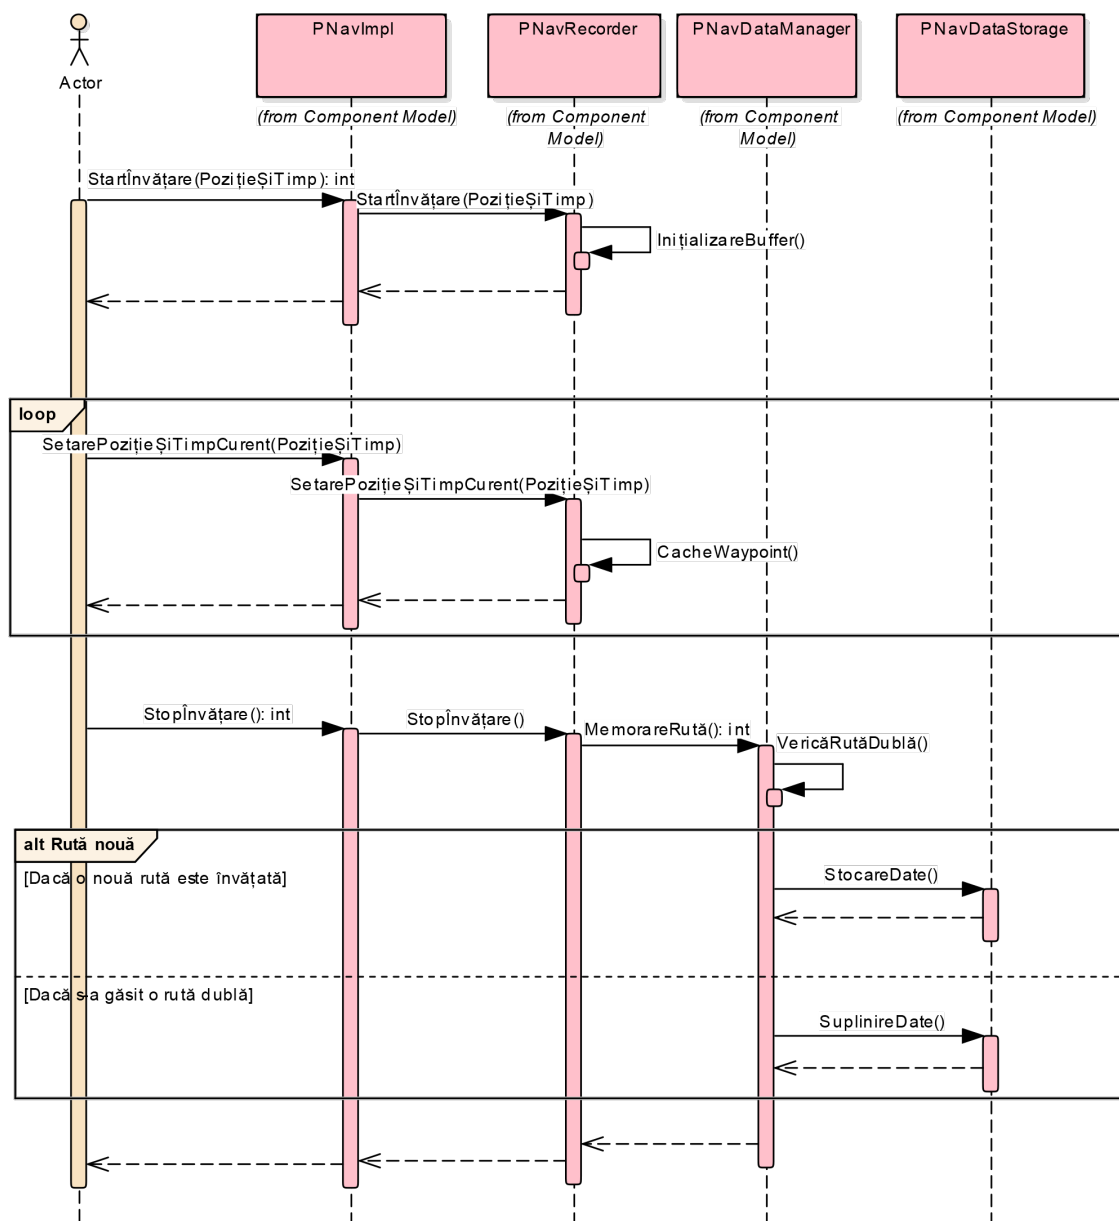 PNavImpl
PNavRecorder
PNavDataManager
PNavDataStorage
Actor
(from Component Model)
(from Component
Model)
(from Component
Model)
(from Component Model)
StartÎnvățare(PozițieȘiTimp): int
StartÎnvățare(PozițieȘiTimp)
InițializareBuffer()
loop
SetarePozițieȘiTimpCurent(PozițieȘiTimp)
SetarePozițieȘiTimpCurent(PozițieȘiTimp)
CacheWaypoint()
StopÎnvățare(): int
StopÎnvățare()
MemorareRută(): int
VericăRutăDublă()
alt Rută nouă
[Dacă o nouă rută este învățată]
StocareDate()
[Dacă s-a găsit o rută dublă]
SuplinireDate()